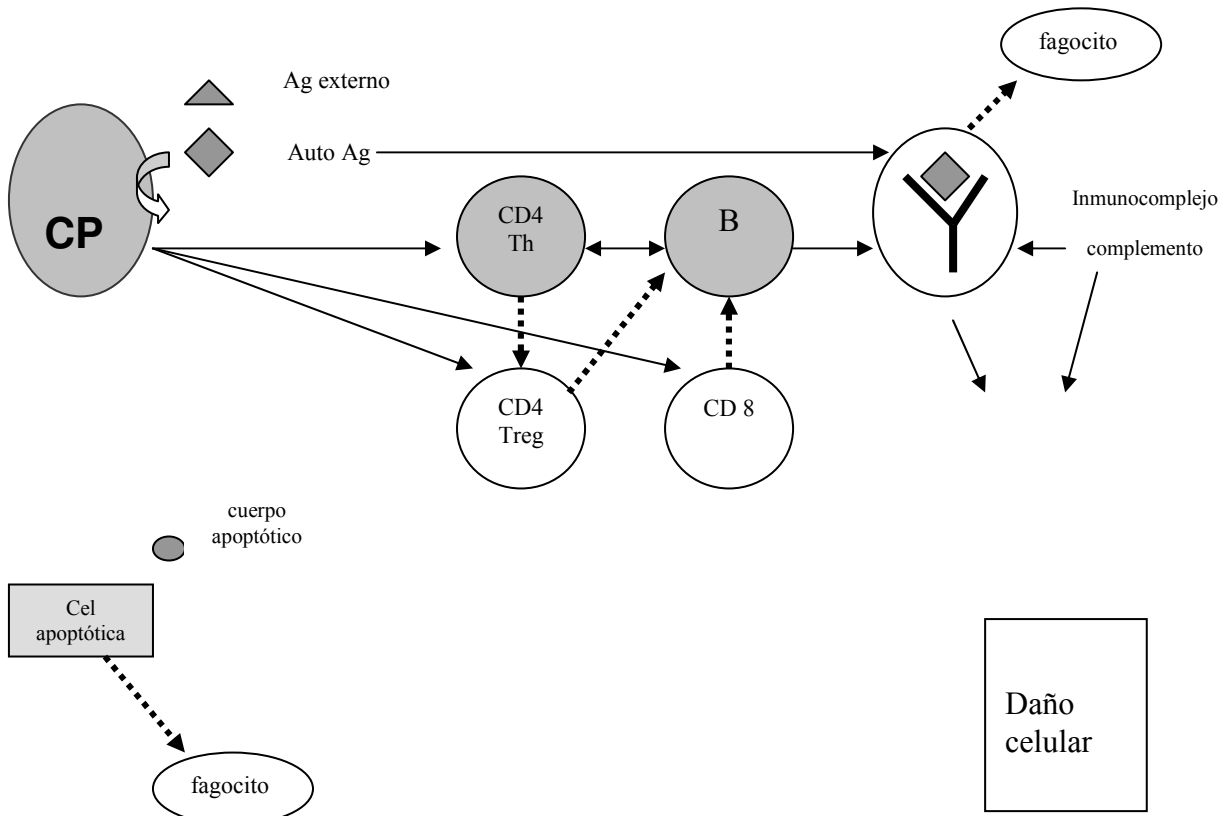 fagocito
Ag externo
Auto Ag
CP
CD4
Th
B
Inmunocomplejo
complemento
CD4
Treg
CD 8
cuerpo
apoptótico
Cel
apoptótica
Daño
celular
fagocito